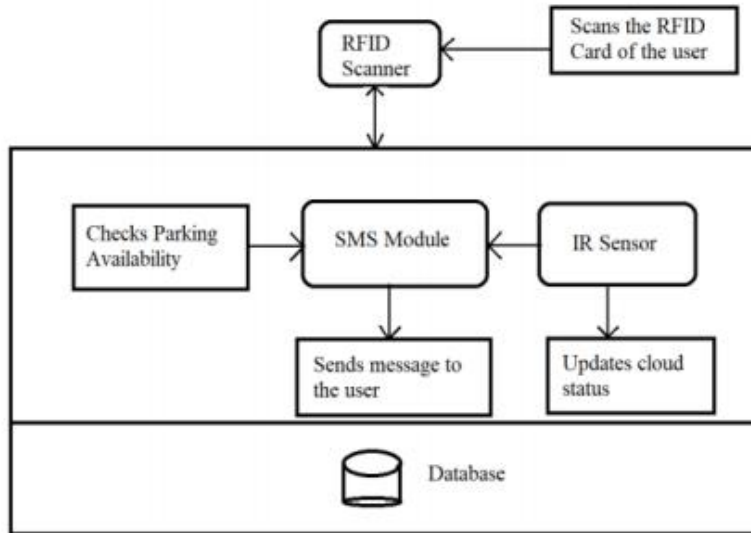 RFID
Scanner
Scans the RFID
Card of the user
Checks Parking
Availability
SMS Module
IR Sensor
Sends message to
the user
Updates cloud
status
Database